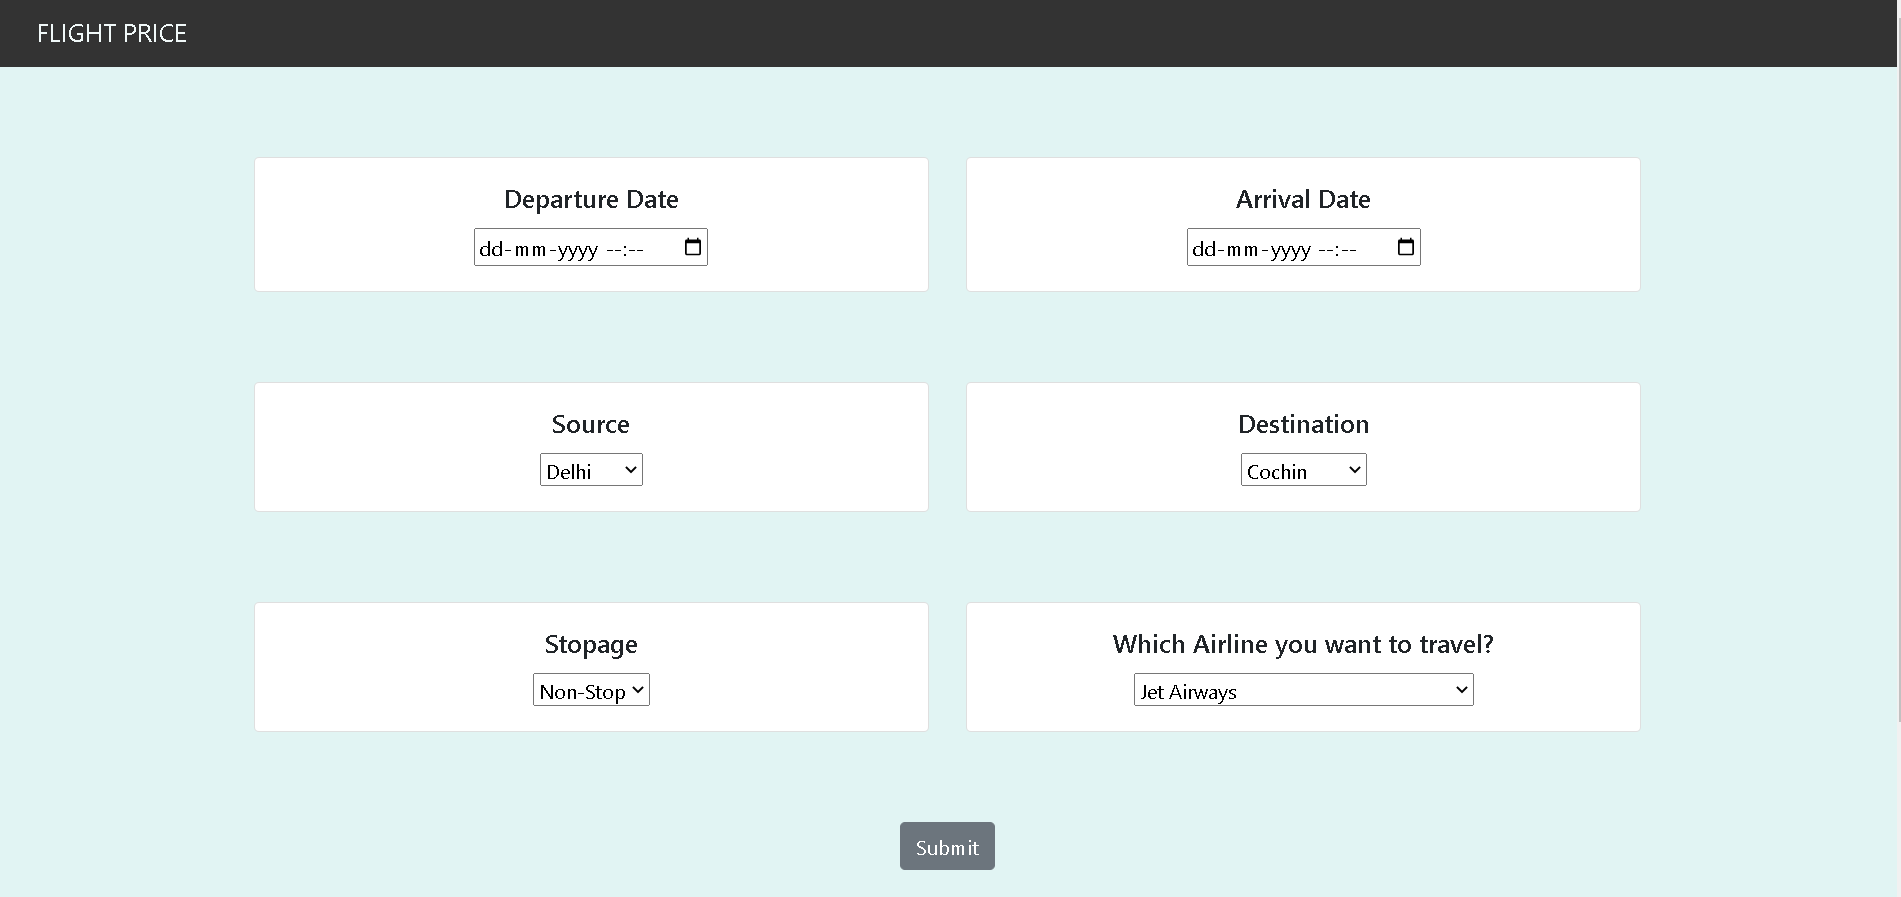 FLIGHT PRICE
Departure Date
dd-mm-yyyy --:--
Arrival Date
dd-mm-yyyy --:--
Source
Delhi
Destination
Cochin
Stopage
Non-Stop
Which Airline you want to travel?
Jet Airways
Submit